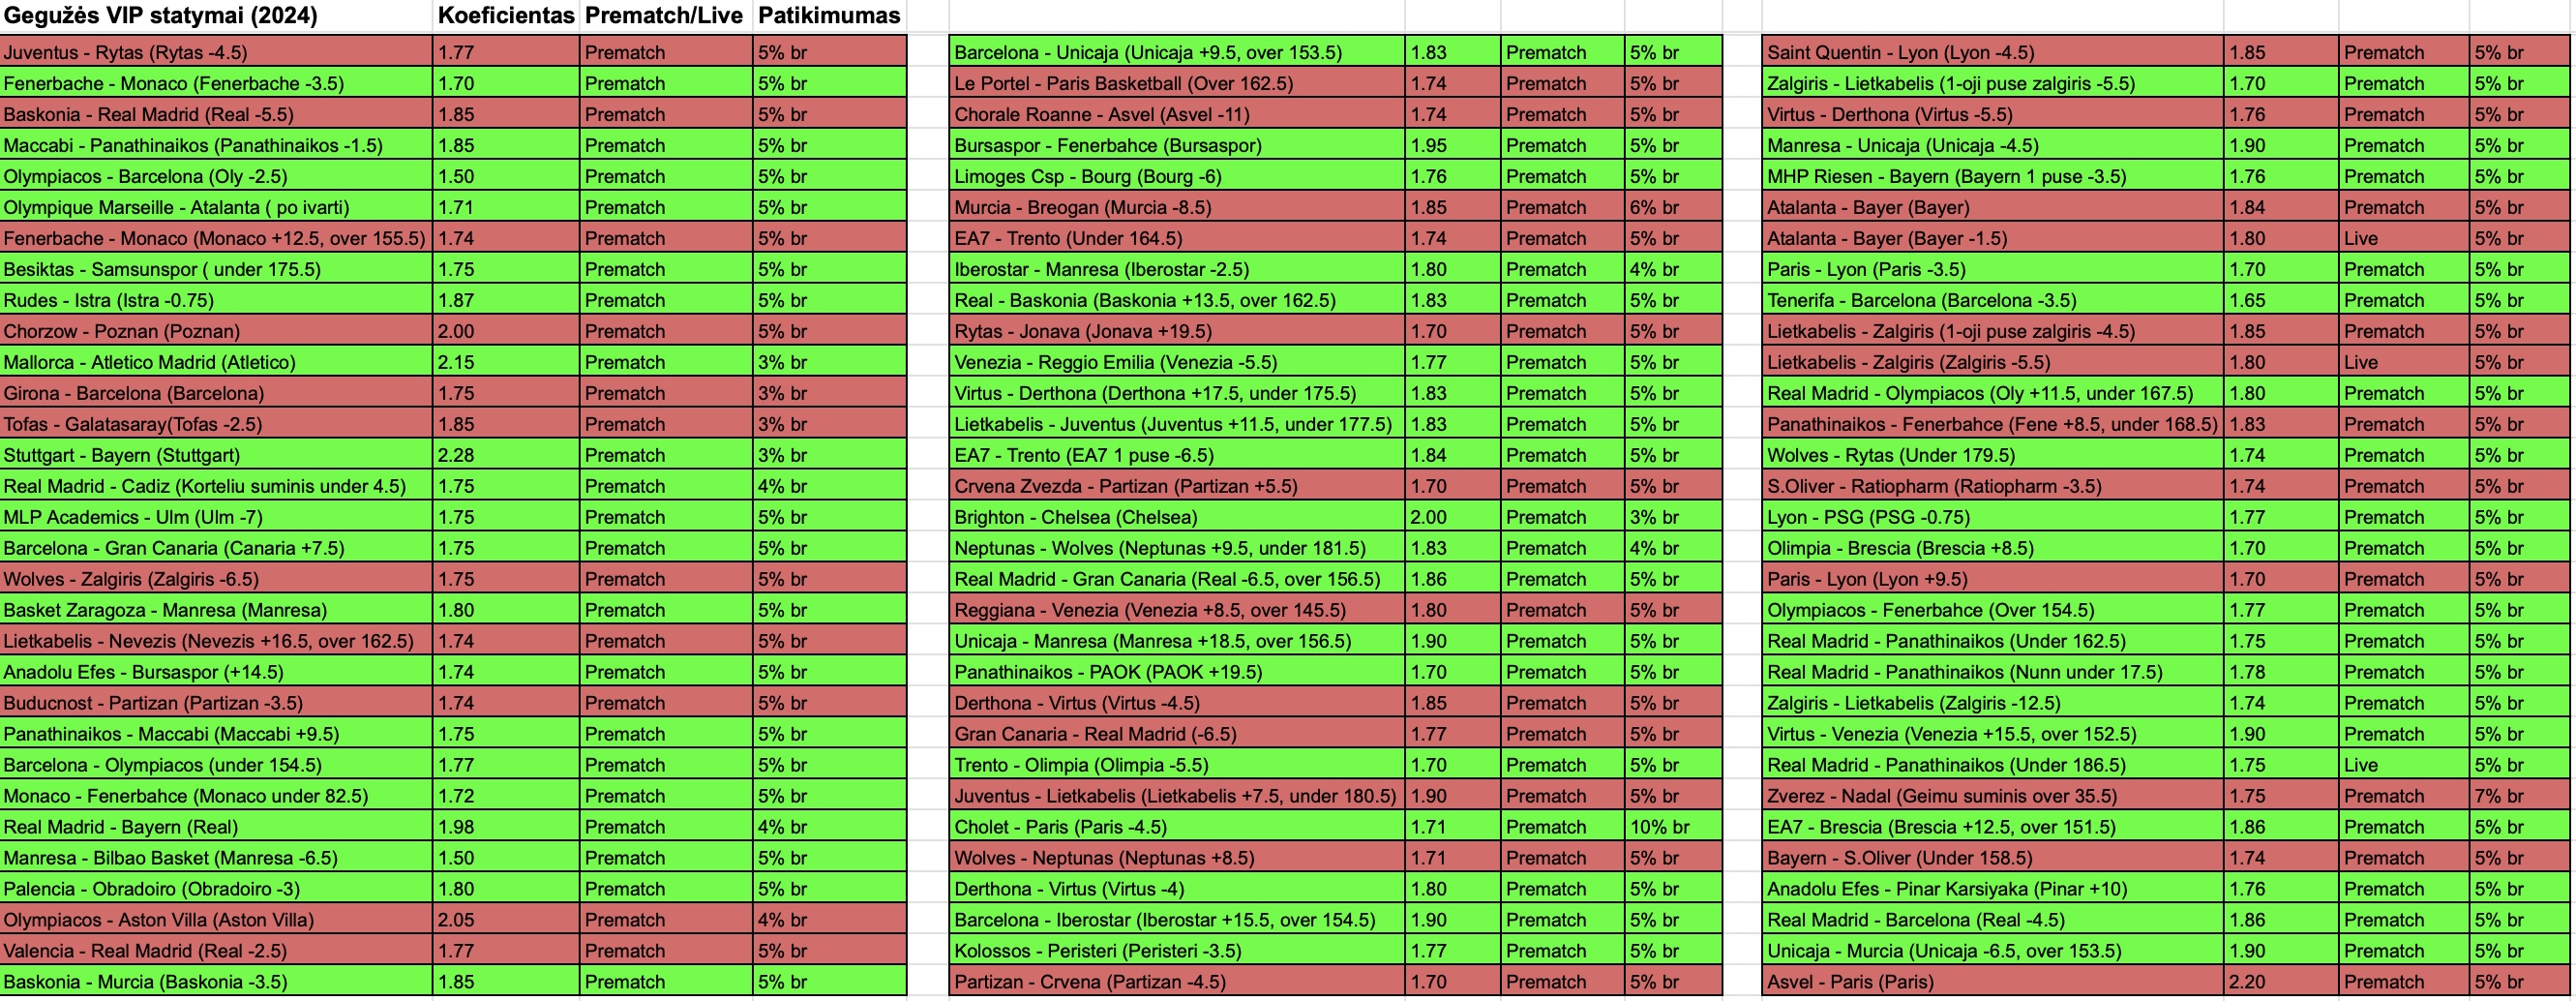 Gegužės VIP statymai (2024) Koeficientas Prematch/Live Patikimumas
Juventus - Rytas (Rytas -4.5) 1.77 Prematch 5% br
Fenerbache - Monaco (Fenerbache -3.5) 1.70 Prematch 5% br
Baskonia - Real Madrid (Real -5.5) 1.85 Prematch 5% br
Maccabi - Panathinaikos (Panathinaikos -1.5) 1.85 Prematch 5% br
Olympiacos - Barcelona (Oly -2.5) 1.50 Prematch 5% br
Olympique Marseille - Atalanta ( po ivarti) 1.71 Prematch 5% br
Fenerbache - Monaco (Monaco +12.5, over 155.5) 1.74 Prematch 5% br
Besiktas - Samsunspor ( under 175.5) 1.75 Prematch 5% br
Rudes - Istra (Istra -0.75) 1.87 Prematch 5% br
Chorzow - Poznan (Poznan) 2.00 Prematch 5% br
Mallorca - Atletico Madrid (Atletico) 2.15 Prematch 3% br
Girona - Barcelona (Barcelona) 1.75 Prematch 3% br
Tofas - Galatasaray(Tofas -2.5) 1.85 Prematch 3% br
Stuttgart - Bayern (Stuttgart) 2.28 Prematch 3% br
Real Madrid - Cadiz (Korteliu suminis under 4.5) 1.75 Prematch 4% br
MLP Academics - Ulm (Ulm -7) 1.75 Prematch 5% br
Barcelona - Gran Canaria (Canaria +7.5) 1.75 Prematch 5% br
Wolves - Zalgiris (Zalgiris -6.5) 1.75 Prematch 5% br
Basket Zaragoza - Manresa (Manresa) 1.80 Prematch 5% br
Lietkabelis - Nevezis (Nevezis +16.5, over 162.5) 1.74 Prematch 5% br
Anadolu Efes - Bursaspor (+14.5) 1.74 Prematch 5% br
Buducnost - Partizan (Partizan -3.5) 1.74 Prematch 5% br
Panathinaikos - Maccabi (Maccabi +9.5) 1.75 Prematch 5% br
Barcelona - Olympiacos (under 154.5) 1.77 Prematch 5% br
Monaco - Fenerbahce (Monaco under 82.5) 1.72 Prematch 5% br
Real Madrid - Bayern (Real) 1.98 Prematch 4% br
Manresa - Bilbao Basket (Manresa -6.5) 1.50 Prematch 5% br
Palencia - Obradoiro (Obradoiro -3) 1.80 Prematch 5% br
Olympiacos - Aston Villa (Aston Villa) 2.05 Prematch 4% br
Valencia - Real Madrid (Real -2.5) 1.77 Prematch 5% br
Baskonia - Murcia (Baskonia -3.5) 1.85 Prematch 5% br
Barcelona - Unicaja (Unicaja +9.5, over 153.5) 1.83 Prematch 5% br
Le Portel - Paris Basketball (Over 162.5) 1.74 Prematch 5% br
Chorale Roanne - Asvel (Asvel -11) 1.74 Prematch 5% br
Bursaspor - Fenerbahce (Bursaspor) 1.95 Prematch 5% br
Limoges Csp - Bourg (Bourg -6) 1.76 Prematch 5% br
Murcia - Breogan (Murcia -8.5) 1.85 Prematch 6% br
EA7 - Trento (Under 164.5) 1.74 Prematch 5% br
Iberostar - Manresa (Iberostar -2.5) 1.80 Prematch 4% br
Real - Baskonia (Baskonia +13.5, over 162.5) 1.83 Prematch 5% br
Rytas - Jonava (Jonava +19.5) 1.70 Prematch 5% br
Venezia - Reggio Emilia (Venezia -5.5) 1.77 Prematch 5% br
Virtus - Derthona (Derthona +17.5, under 175.5) 1.83 Prematch 5% br
Lietkabelis - Juventus (Juventus +11.5, under 177.5) 1.83 Prematch 5% br
EA7 - Trento (EA7 1 puse -6.5) 1.84 Prematch 5% br
Crvena Zvezda - Partizan (Partizan +5.5) 1.70 Prematch 5% br
Brighton - Chelsea (Chelsea) 2.00 Prematch 3% br
Neptunas - Wolves (Neptunas +9.5, under 181.5) 1.83 Prematch 4% br
Real Madrid - Gran Canaria (Real -6.5, over 156.5) 1.86 Prematch 5% br
Reggiana - Venezia (Venezia +8.5, over 145.5) 1.80 Prematch 5% br
Unicaja - Manresa (Manresa +18.5, over 156.5) 1.90 Prematch 5% br
Panathinaikos - PAOK (PAOK +19.5) 1.70 Prematch 5% br
Derthona - Virtus (Virtus -4.5) 1.85 Prematch 5% br
Gran Canaria - Real Madrid (-6.5) 1.77 Prematch 5% br
Trento - Olimpia (Olimpia -5.5) 1.70 Prematch 5% br
Juventus - Lietkabelis (Lietkabelis +7.5, under 180.5) 1.90 Prematch 5% br
Cholet - Paris (Paris -4.5) 1.71 Prematch 10% br
Wolves - Neptunas (Neptunas +8.5) 1.71 Prematch 5% br
Derthona - Virtus (Virtus -4) 1.80 Prematch 5% br
Barcelona - Iberostar (Iberostar +15.5, over 154.5) 1.90 Prematch 5% br
Kolossos - Peristeri (Peristeri -3.5) 1.77 Prematch 5% br
Partizan - Crvena (Partizan -4.5) 1.70 Prematch 5% br
Saint Quentin - Lyon (Lyon -4.5) 1.85 Prematch 5% br
Zalgiris - Lietkabelis (1-oji puse zalgiris -5.5) 1.70 Prematch 5% br
Virtus - Derthona (Virtus -5.5) 1.76 Prematch 5% br
Manresa - Unicaja (Unicaja -4.5) 1.90 Prematch 5% br
MHP Riesen - Bayern (Bayern 1 puse -3.5) 1.76 Prematch 5% br
Atalanta - Bayer (Bayer) 1.84 Prematch 5% br
Atalanta - Bayer (Bayer -1.5) 1.80 Live 5% br
Paris - Lyon (Paris -3.5) 1.70 Prematch 5% br
Tenerifa - Barcelona (Barcelona -3.5) 1.65 Prematch 5% br
Lietkabelis - Zalgiris (1-oji puse zalgiris -4.5) 1.85 Prematch 5% br
Lietkabelis - Zalgiris (Zalgiris -5.5) 1.80 Live 5% br
Real Madrid - Olympiacos (Oly +11.5, under 167.5) 1.80 Prematch 5% br
Panathinaikos - Fenerbahce (Fene +8.5, under 168.5) 1.83 Prematch 5% br
Wolves - Rytas (Under 179.5) 1.74 Prematch 5% br
S.Oliver - Ratiopharm (Ratiopharm -3.5) 1.74 Prematch 5% br
Lyon - PSG (PSG -0.75) 1.77 Prematch 5% br
Olimpia - Brescia (Brescia +8.5) 1.70 Prematch 5% br
Paris - Lyon (Lyon +9.5) 1.70 Prematch 5% br
Olympiacos - Fenerbahce (Over 154.5) 1.77 Prematch 5% br
Real Madrid - Panathinaikos (Under 162.5) 1.75 Prematch 5% br
Real Madrid - Panathinaikos (Nunn under 17.5) 1.78 Prematch 5% br
Zalgiris - Lietkabelis (Zalgiris -12.5) 1.74 Prematch 5% br
Virtus - Venezia (Venezia +15.5, over 152.5) 1.90 Prematch 5% br
Real Madrid - Panathinaikos (Under 186.5) 1.75 Live 5% br
Zverez - Nadal (Geimu suminis over 35.5) 1.75 Prematch 7% br
EA7 - Brescia (Brescia +12.5, over 151.5) 1.86 Prematch 5% br
Bayern - S.Oliver (Under 158.5) 1.74 Prematch 5% br
Anadolu Efes - Pinar Karsiyaka (Pinar +10) 1.76 Prematch 5% br
Real Madrid - Barcelona (Real -4.5) 1.86 Prematch 5% br
Unicaja - Murcia (Unicaja -6.5, over 153.5) 1.90 Prematch 5% br
Asvel - Paris (Paris) 2.20 Prematch 5% br